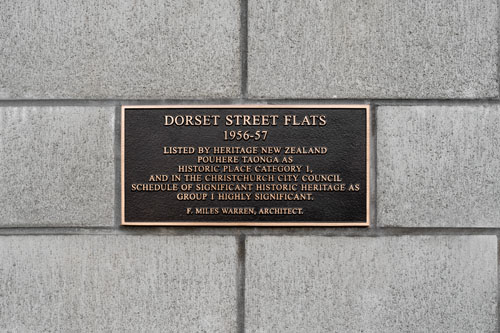 DORSET STREET FLATS
1956-57
LISTED BY HERITAGE NEW ZEALAND
POUHERE TAONGA AS
HISTORIC PLACE CATEGORY 1,
AND IN THE CHRISTCHURCH CITY COUNCIL
SCHEDULE OF SIGNIFICANT HISTORIC HERITAGE AS
GROUP 1 HIGHLY SIGNIFICANT.
F. MILES WARREN, ARCHITECT.